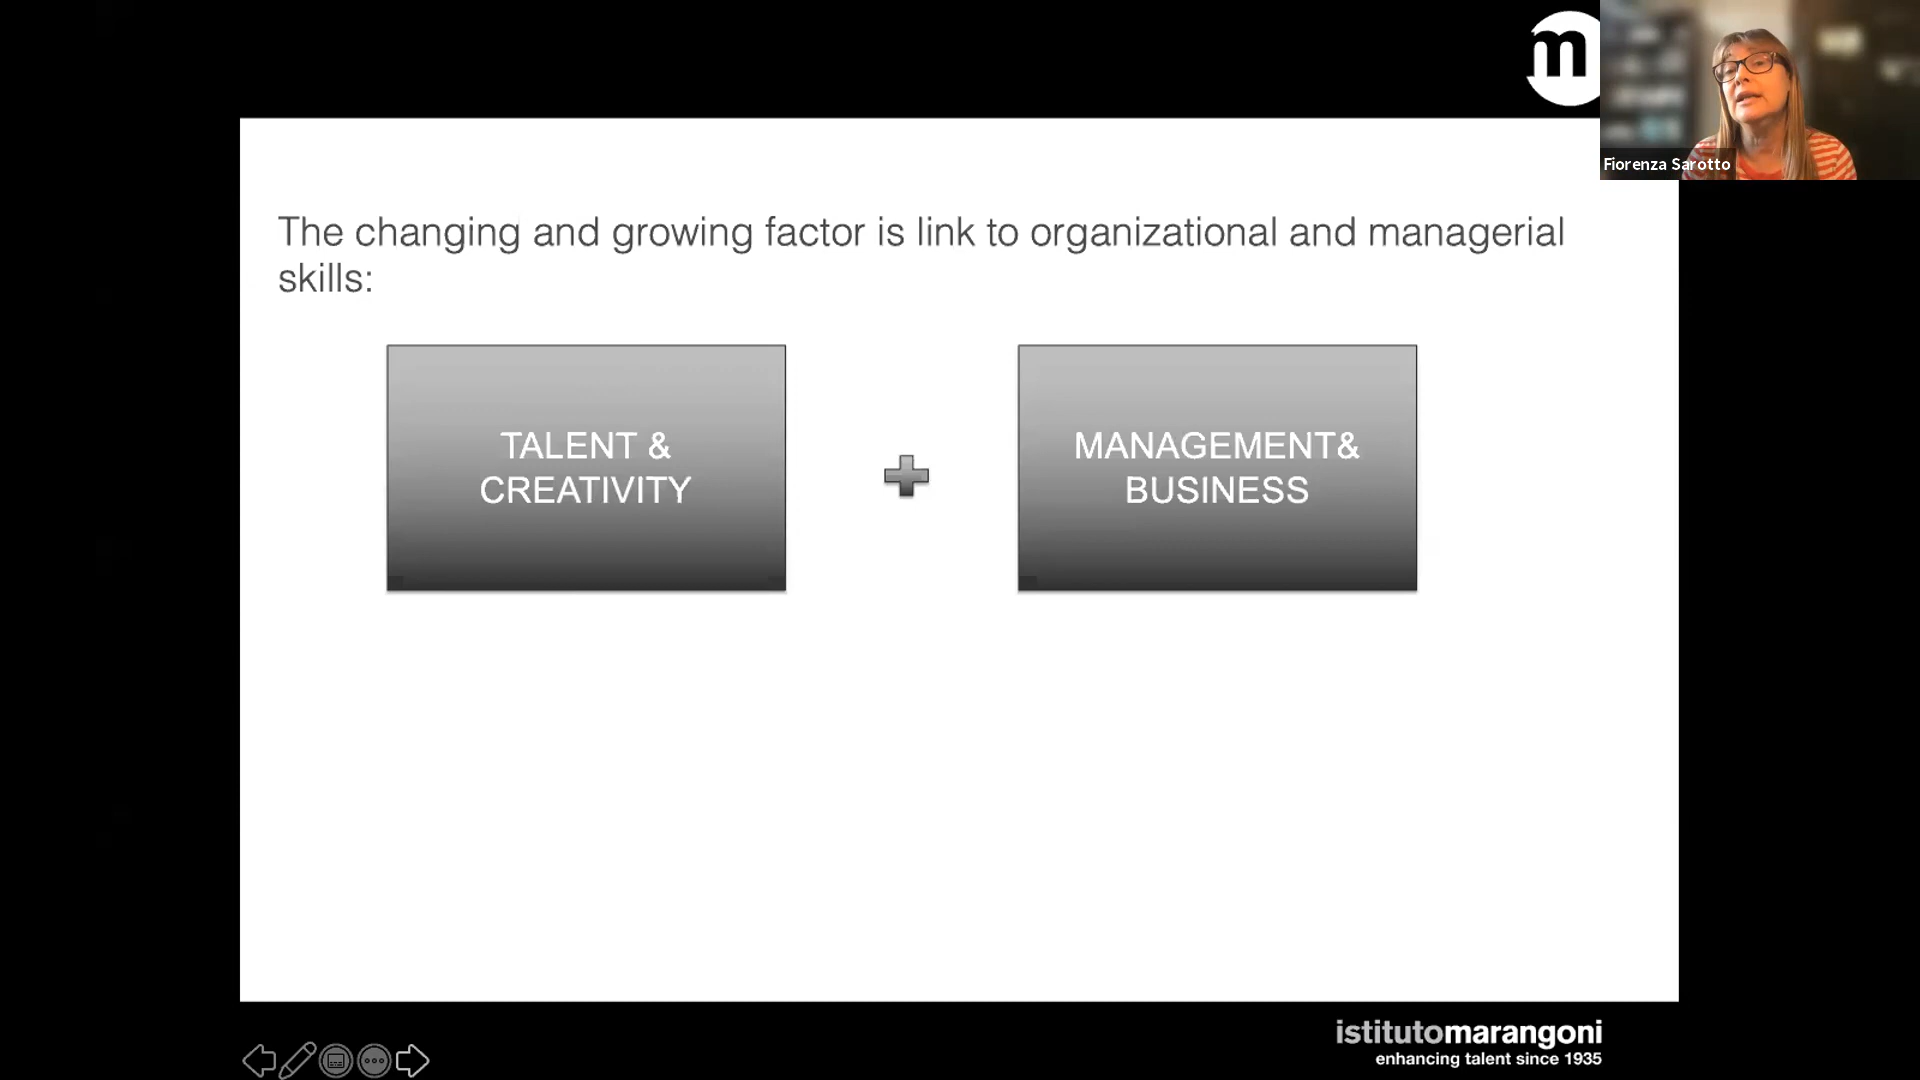 m
Fiorenza Sarotto
The changing and growing factor is link to organizational and managerial
skills:
TALENT &
CREATIVITY
MANAGEMENT&
BUSINESS
istitutomarangoni
enhancing talent since 1935